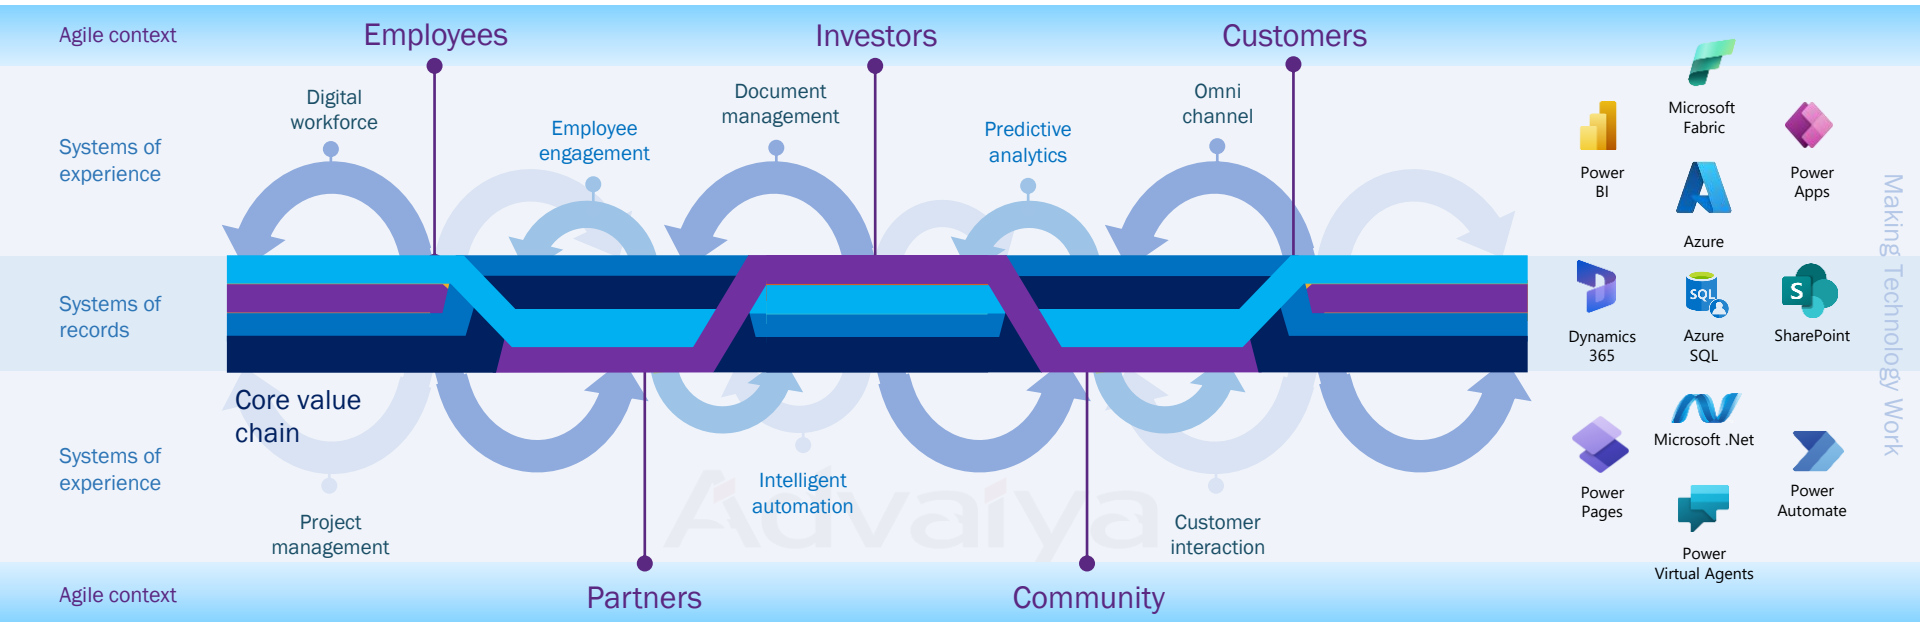 Agile context
Employees
Investors
Customers
Digital
workforce
Employee
engagement
Document
management
Predictive
analytics
Omni
channel
Systems of
experience
Systems of
records
Core value
chain
Systems of
experience
Project
management
Intelligent
automation
Customer
interaction
Advaiya
Agile context
Partners
Community
Microsoft
Fabric
Power
BI
Power
Apps
Azure
Dynamics
365
SQL
Azure
SQL
S
SharePoint
Microsoft .Net
Power
Pages
Power
Automate
Power
Virtual Agents
Making Technology Work